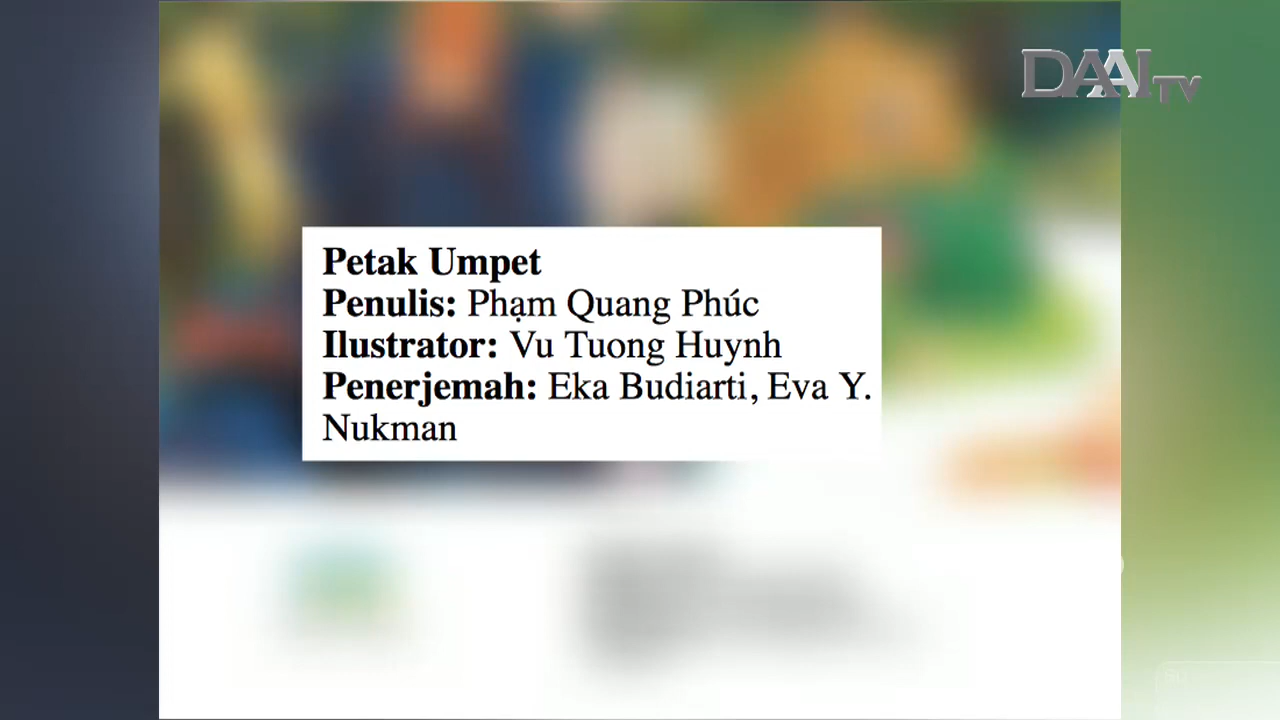 DAAI TV
Petak Umpet
Penulis: Phạm Quang Phúc
Ilustrator: Vu Tuong Huynh
Penerjemah: Eka Budiarti, Eva Y.
Nukman